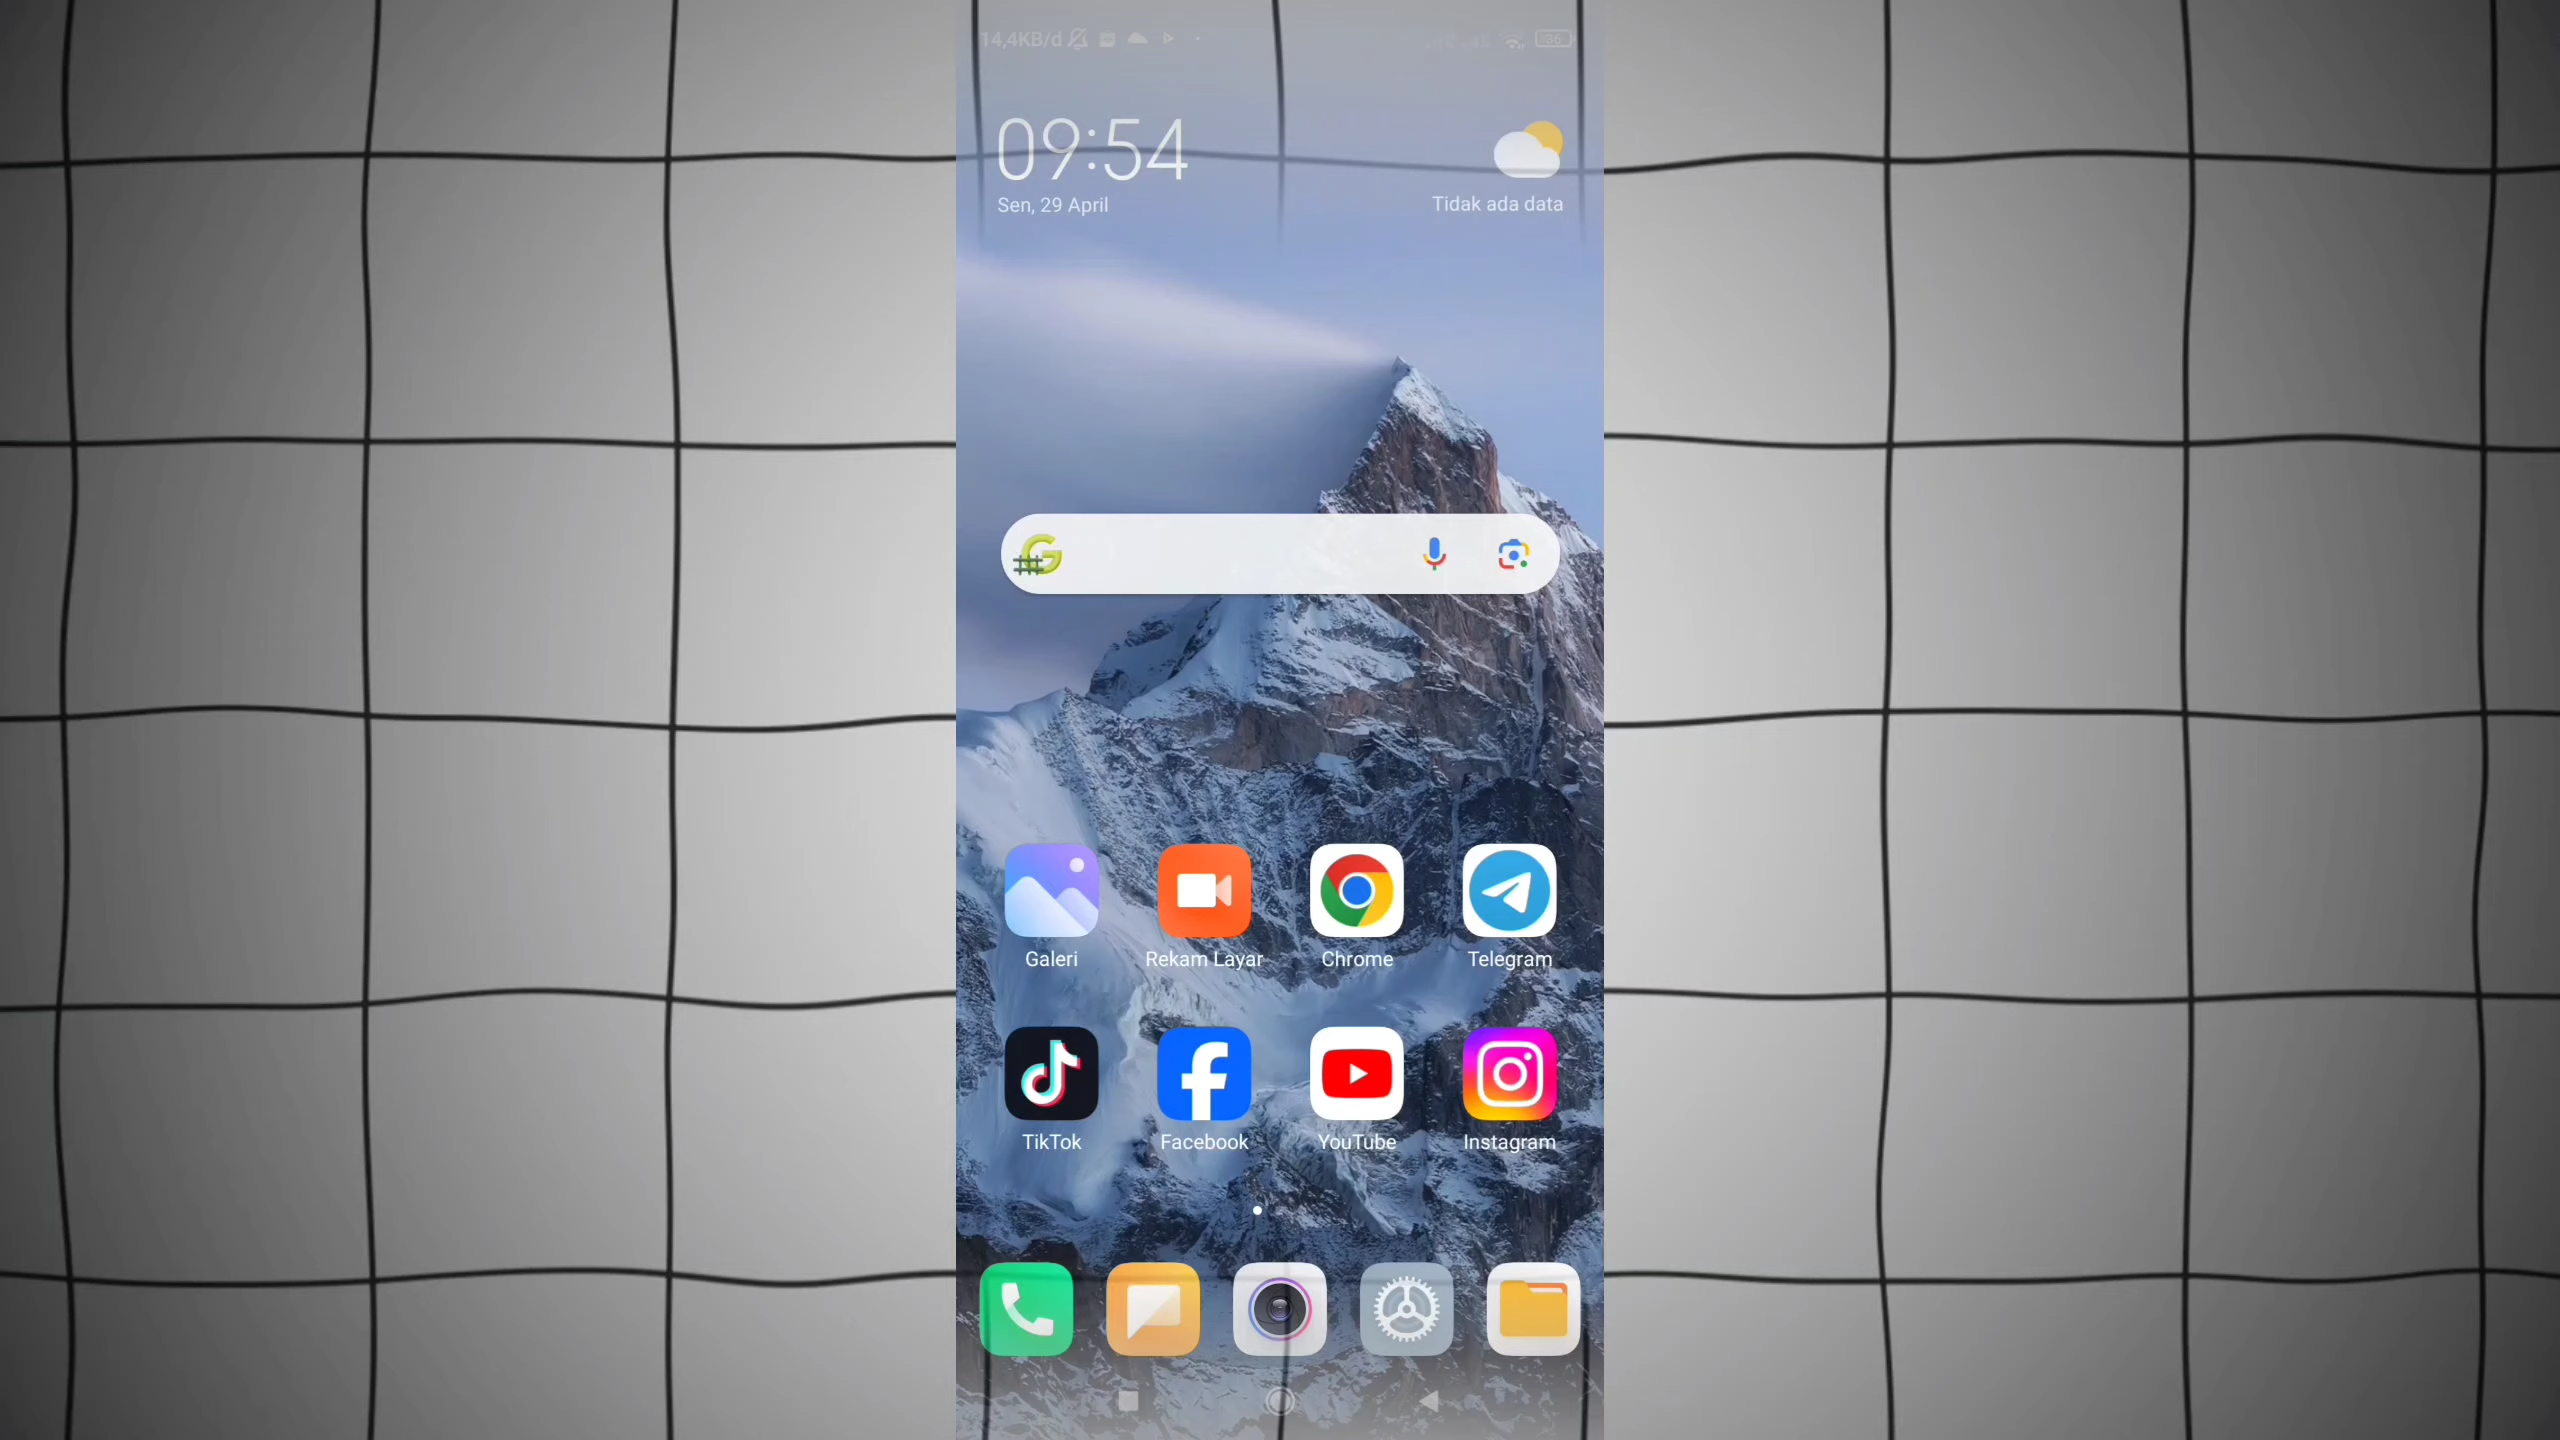 14,4KB/d
09:54
Sen, 29 April
Tidak ada data
Galeri
Rekam Layar
Chrome
Telegram
TikTok
Facebook
YouTube
Instagram